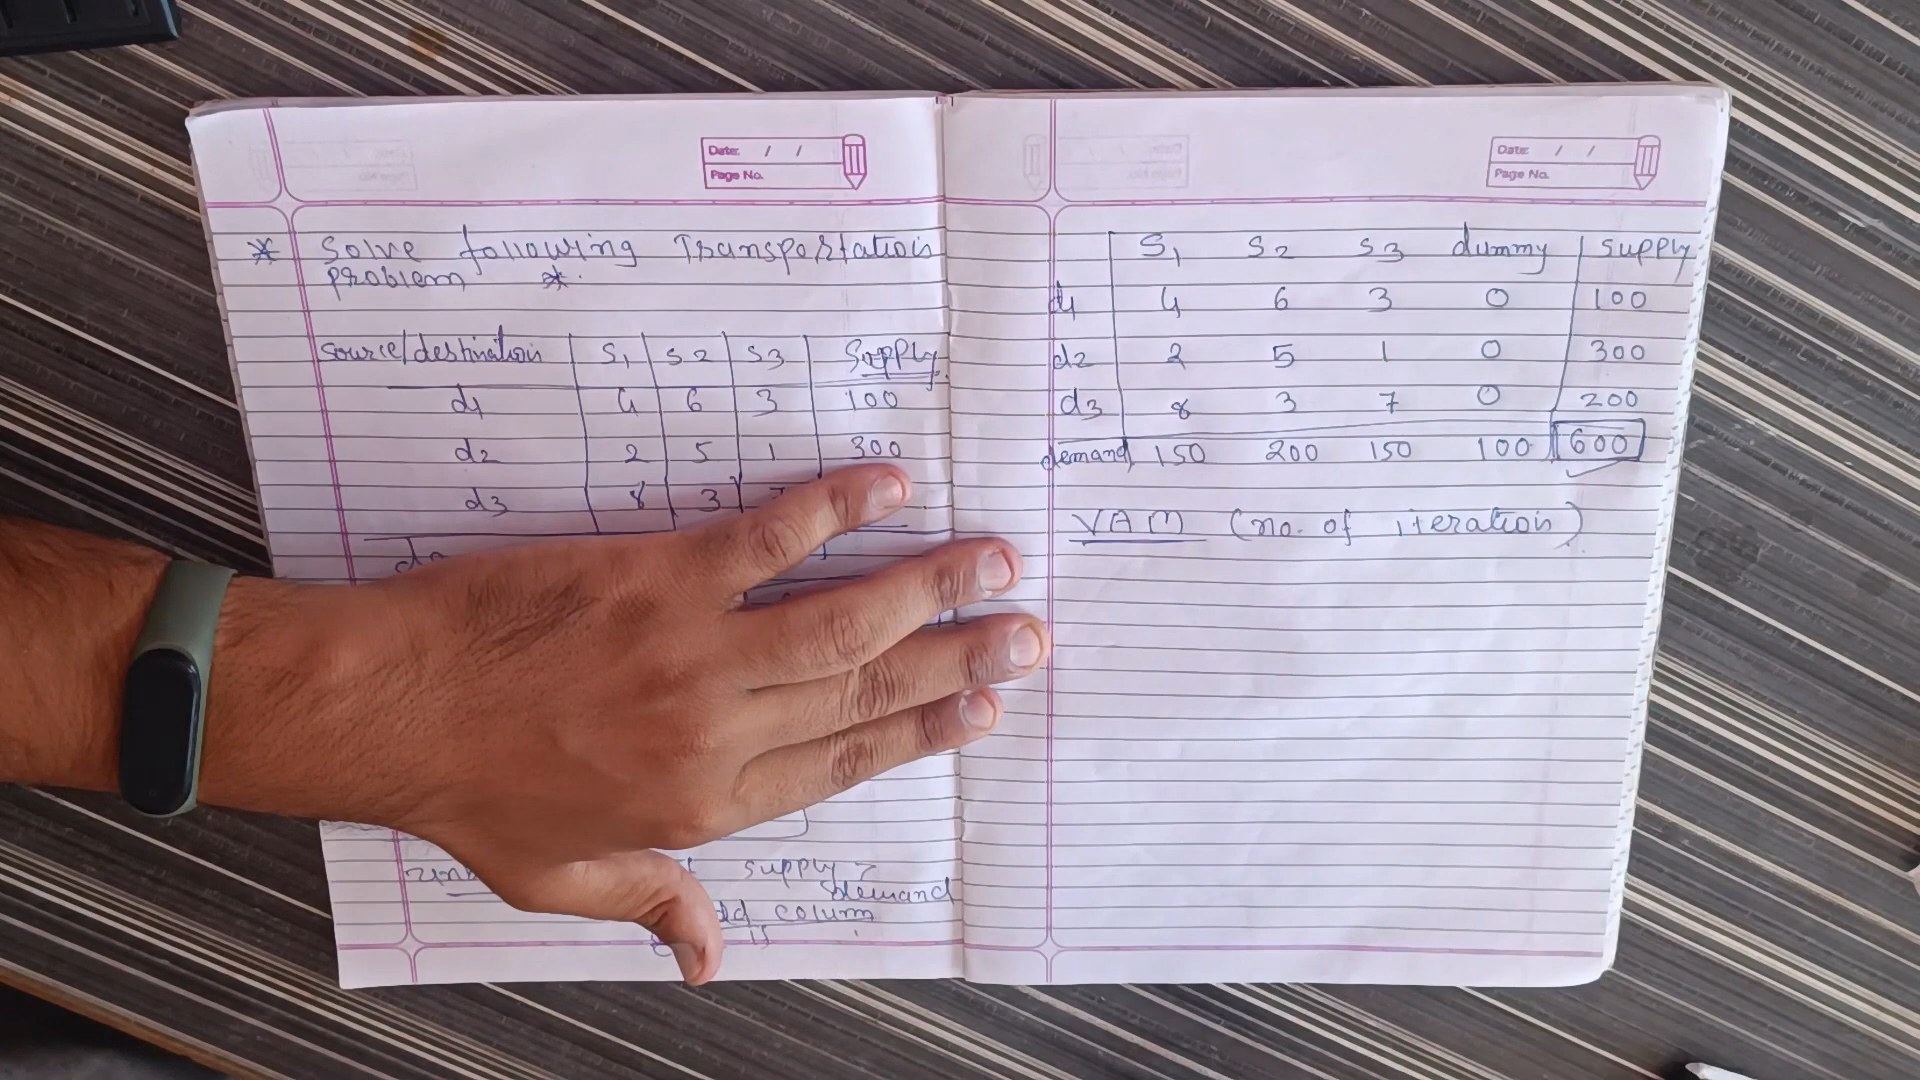 Date: / /
Page No.
* Solve following Transportation
problem *.
source/destination S1 S2 S3 Supply
d1 4 6 3 100
d2 2 5 1 300
d3 8 3
supply >
demand
column
Date: / /
Page No.
S1 S2 S3 dummy supply
d1 4 6 3 0 100
d2 2 5 1 0 300
d3 8 3 7 0 200
demand 150 200 150 100 600
VAM (no. of iteration)